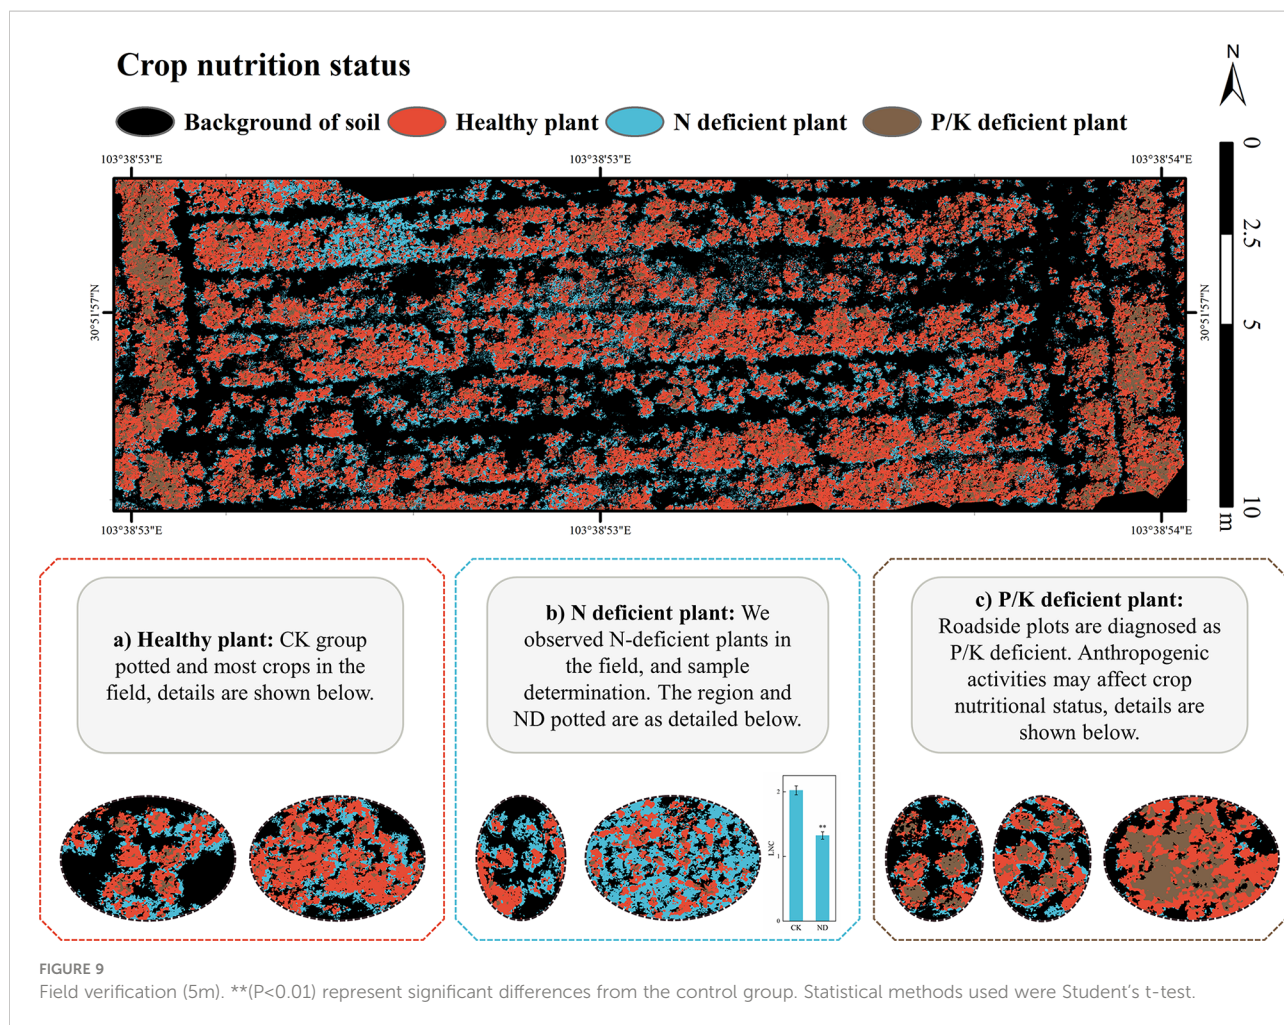 Crop nutrition status
N
Background of soil Healthy plant N deficient plant P/K deficient plant
103°38'53"E 103°38'53"E 103°38'54"E
30°51'57"N
30°51'57"N
0
2.5
5
10
m
103°38'53"E 103°38'53"E 103°38'54"E
a) Healthy plant: CK group
potted and most crops in the
field, details are shown below.
b) N deficient plant: We
observed N-deficient plants in
the field, and sample
determination. The region and
ND potted are as detailed below.
c) P/K deficient plant:
Roadside plots are diagnosed as
P/K deficient. Anthropogenic
activities may affect crop
nutritional status, details are
shown below.
2
1
0
LNC
**
CK ND
FIGURE 9
Field verification (5m). **(P<0.01) represent significant differences from the control group. Statistical methods used were Student's t-test.